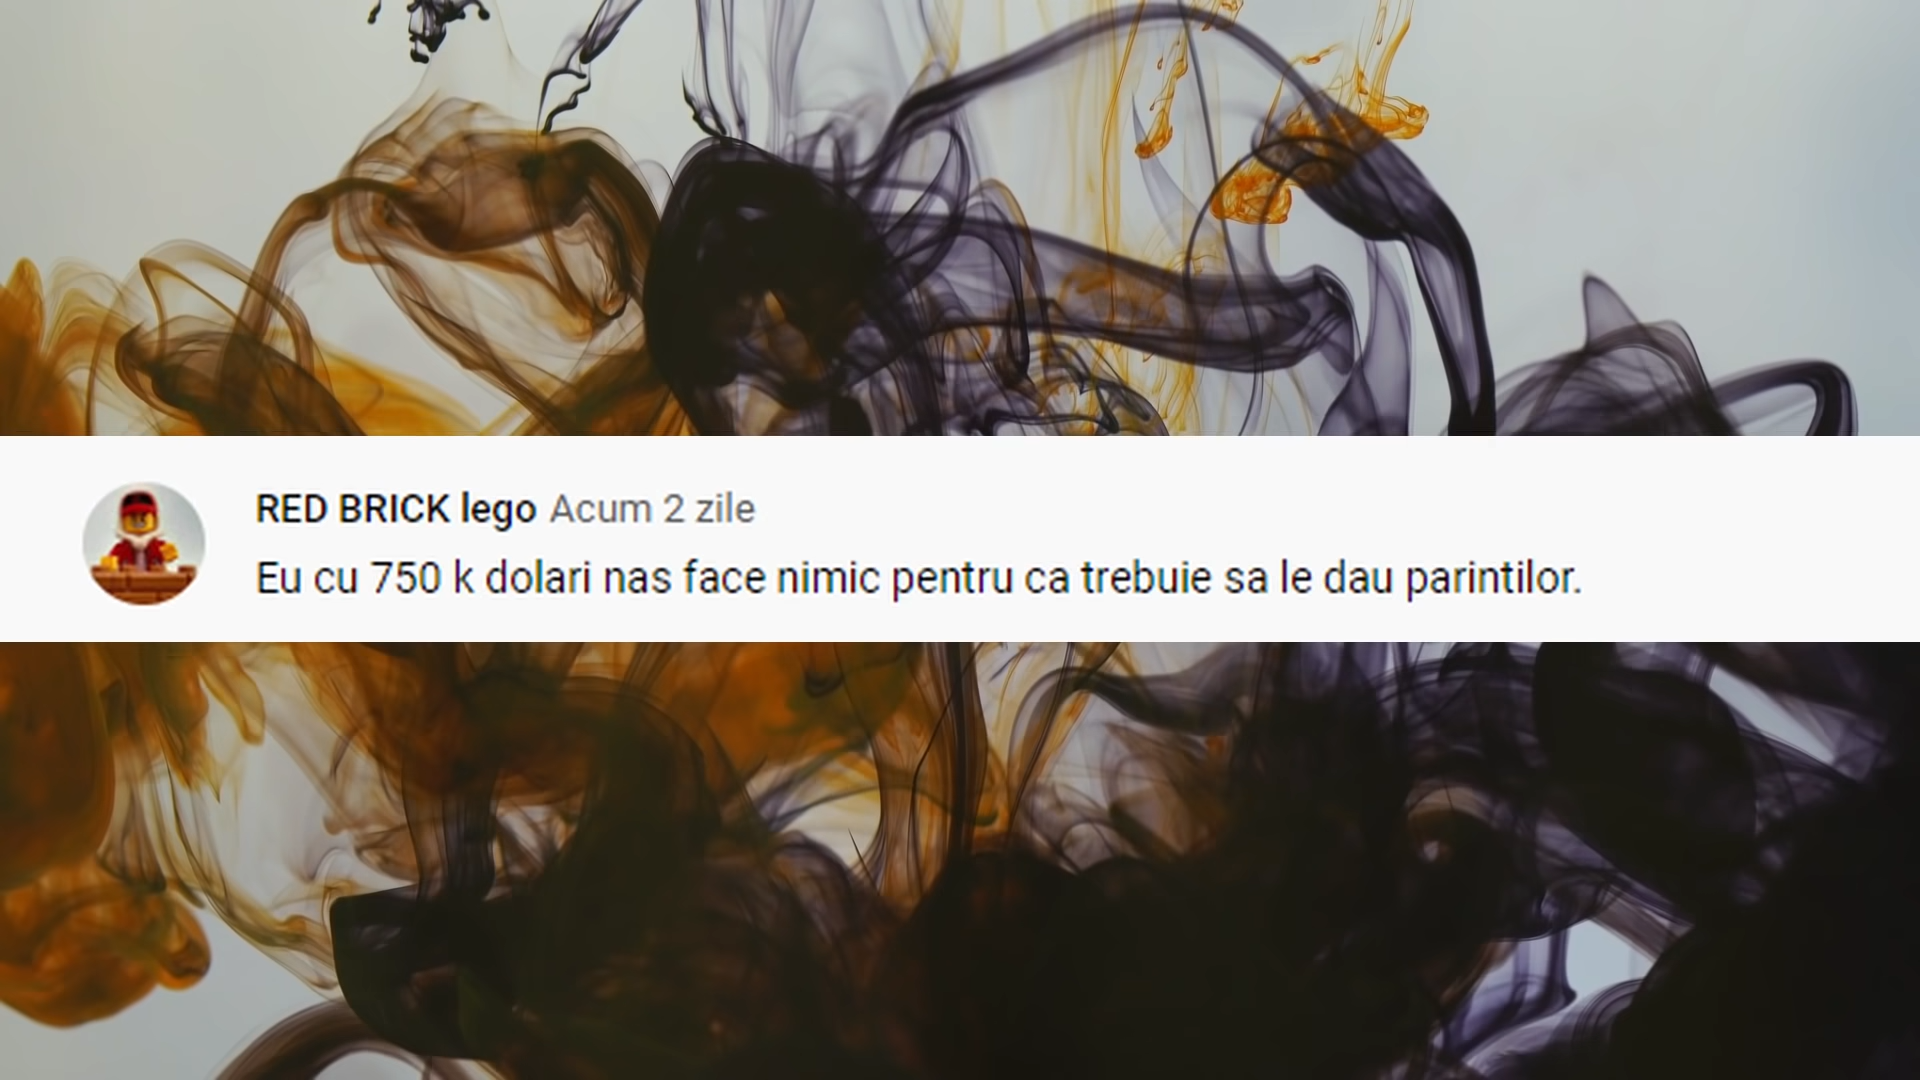 RED BRICK lego Acum 2 zile
Eu cu 750 k dolari nas face nimic pentru ca trebuie sa le dau parintilor.